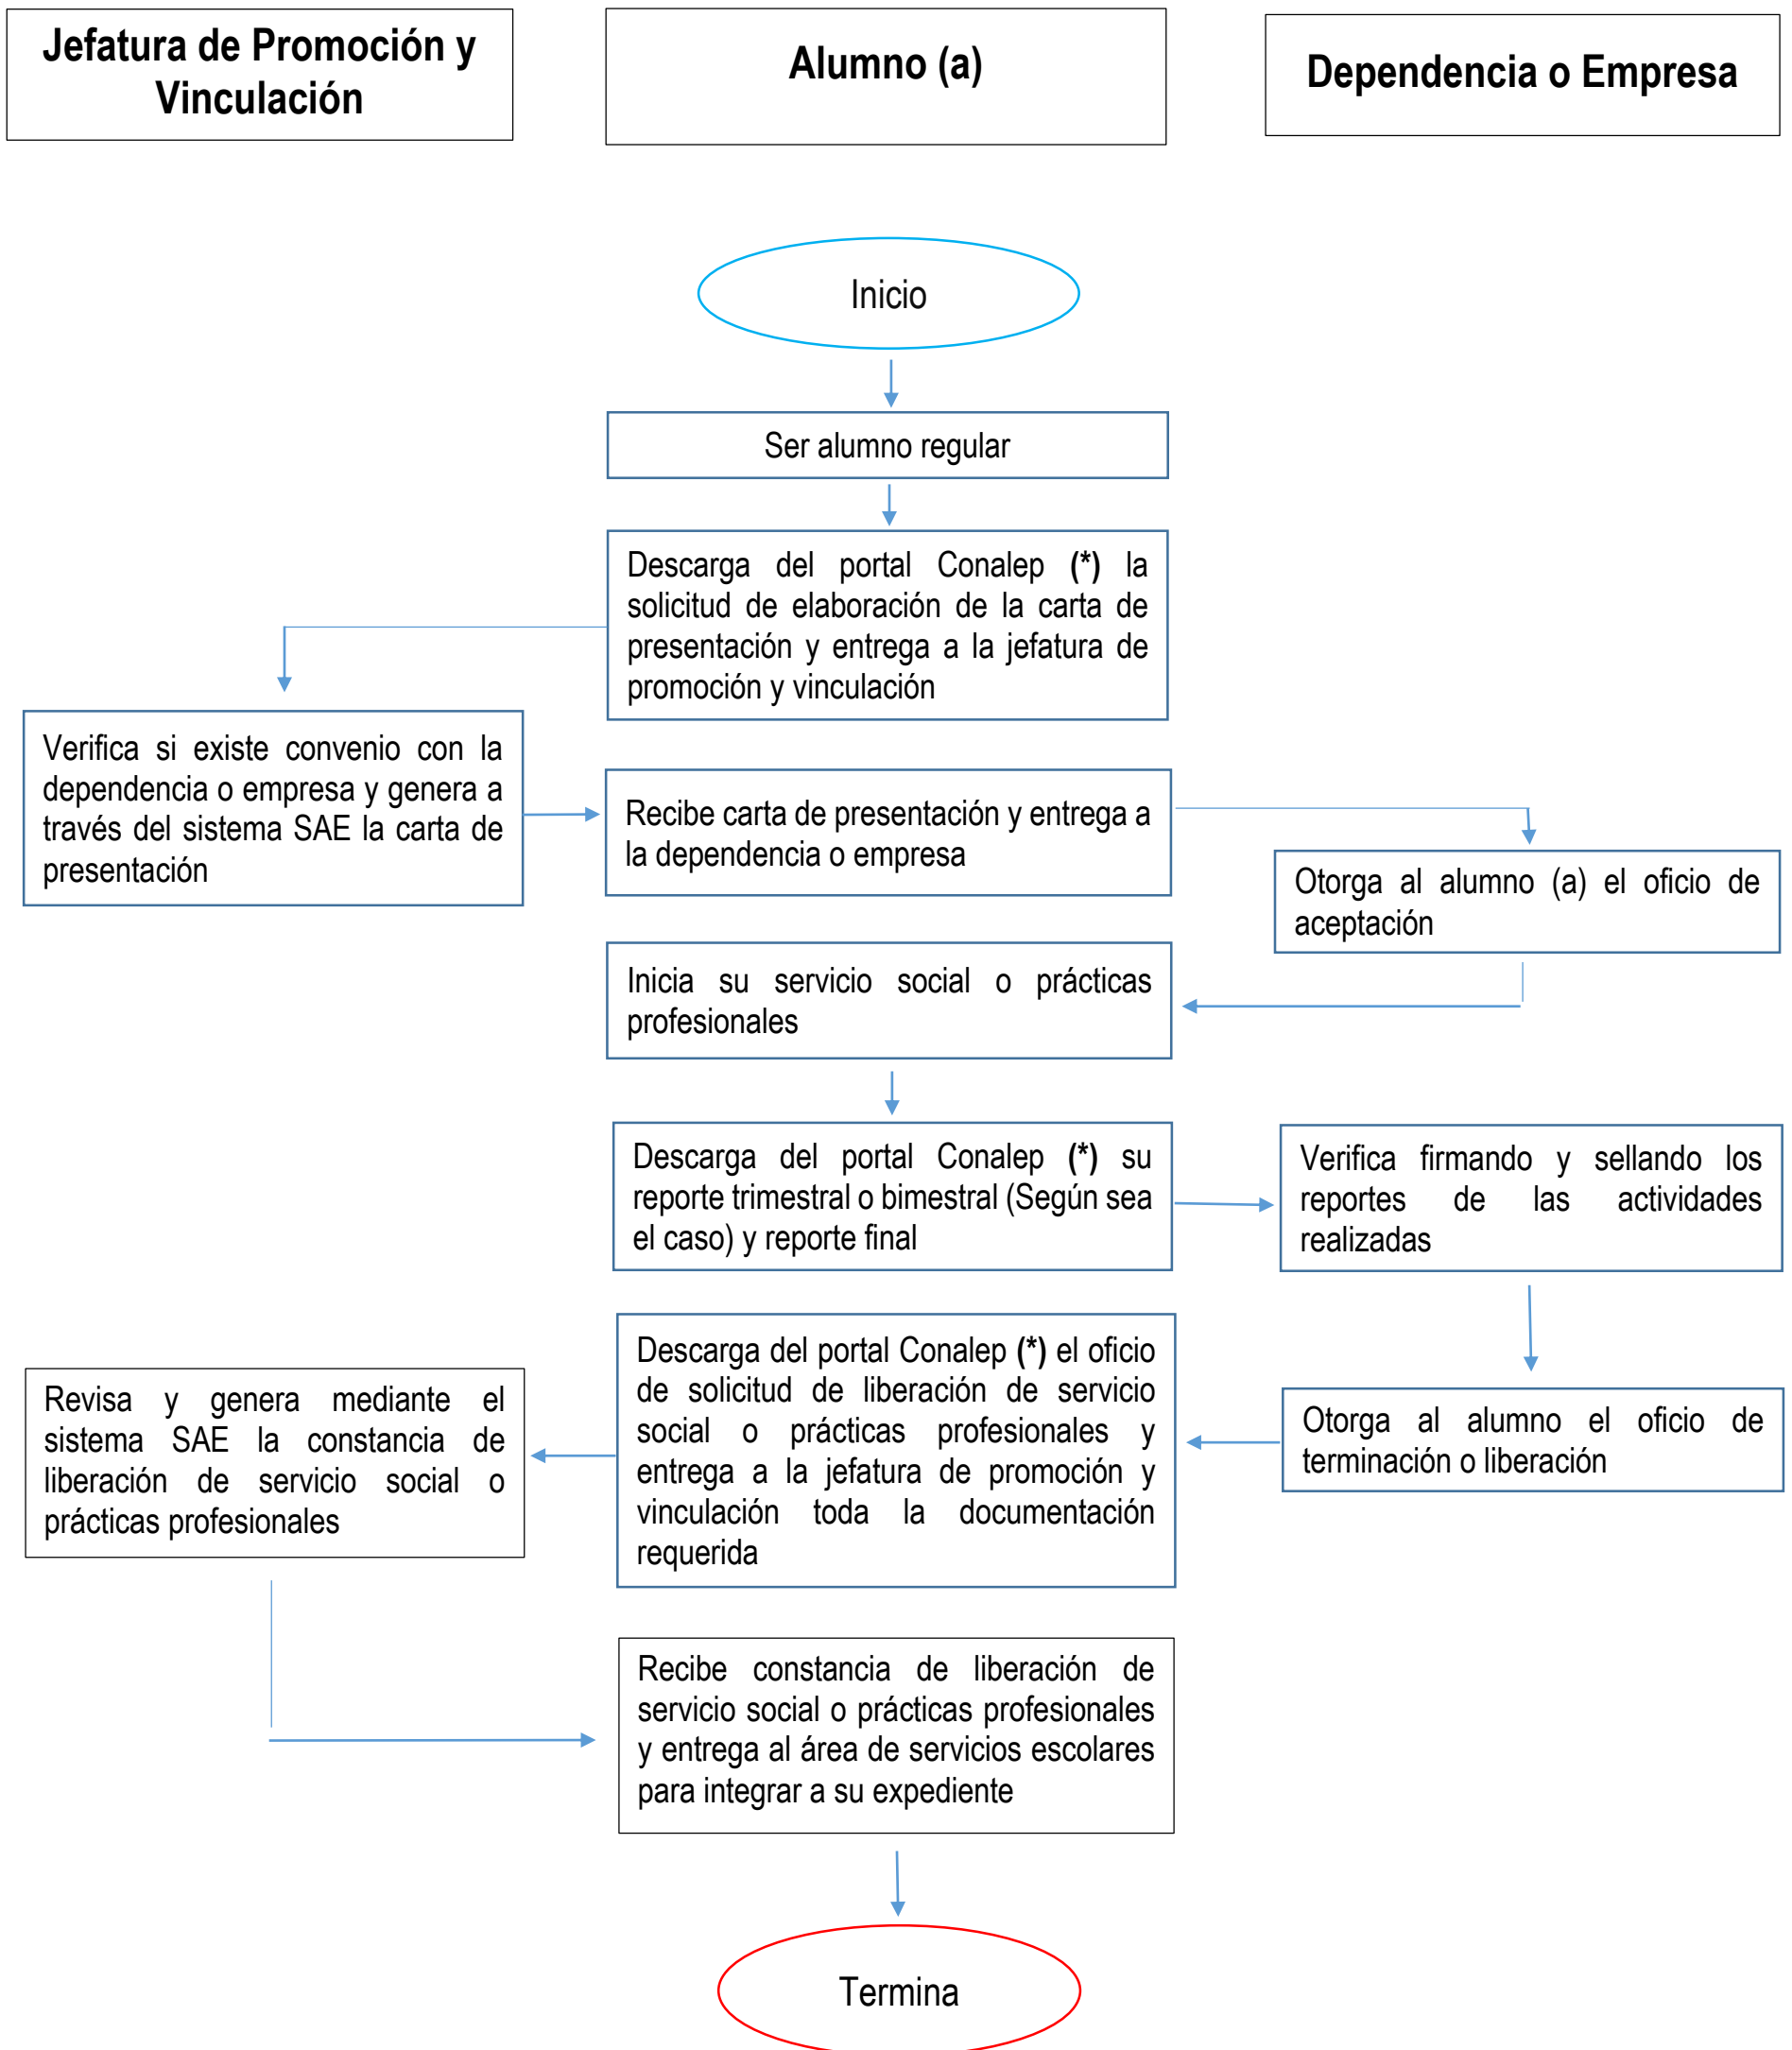 Jefatura de Promoción y
Vinculación
Alumno (a)
Dependencia o Empresa
Inicio
Ser alumno regular
Descarga del portal Conalep (*) la
solicitud de elaboración de la carta de
presentación y entrega a la jefatura de
promoción y vinculación
Verifica si existe convenio con la
dependencia o empresa y genera a
través del sistema SAE la carta de
presentación
Recibe carta de presentación y entrega a
la dependencia o empresa
Otorga al alumno (a) el oficio de
aceptación
Inicia su servicio social o prácticas
profesionales
Descarga del portal Conalep (*) su
reporte trimestral o bimestral (Según sea
el caso) y reporte final
Verifica firmando y sellando los
reportes de las actividades
realizadas
Otorga al alumno el oficio de
terminación o liberación
Descarga del portal Conalep (*) el oficio
de solicitud de liberación de servicio
social o prácticas profesionales y
entrega a la jefatura de promoción y
vinculación toda la documentación
requerida
Revisa y genera mediante el
sistema SAE la constancia de
liberación de servicio social o
prácticas profesionales
Recibe constancia de liberación de
servicio social o prácticas profesionales
y entrega al área de servicios escolares
para integrar a su expediente
Termina